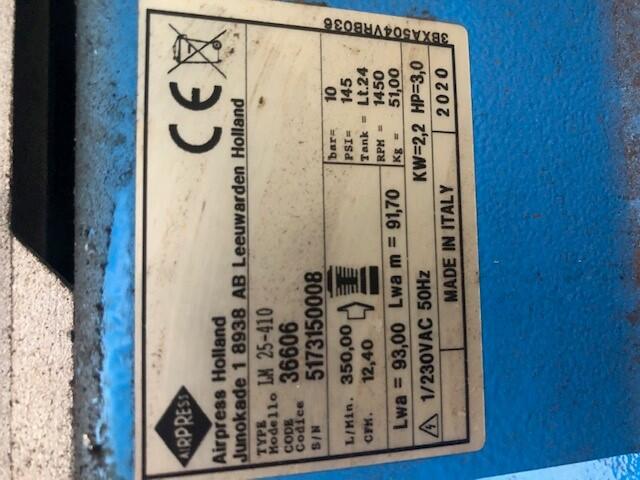 AIRPRESS
Airpress Holland
Junokade 1 8938 AB Leeuwarden Holland
CE
TYPE
Modello LM 25-410
CODE
Codice 36606
S/N 5173150008
L/Min. 350,00
CFM. 12,40
bar= 10
PSI= 145
Tank = Lt.24
RPM = 1450
Kg = 51,00
Lwa = 93,00 Lwa m = 91,70
1/230VAC 50Hz KW=2,2 HP=3,0
MADE IN ITALY 2020
3BXA504VRB036